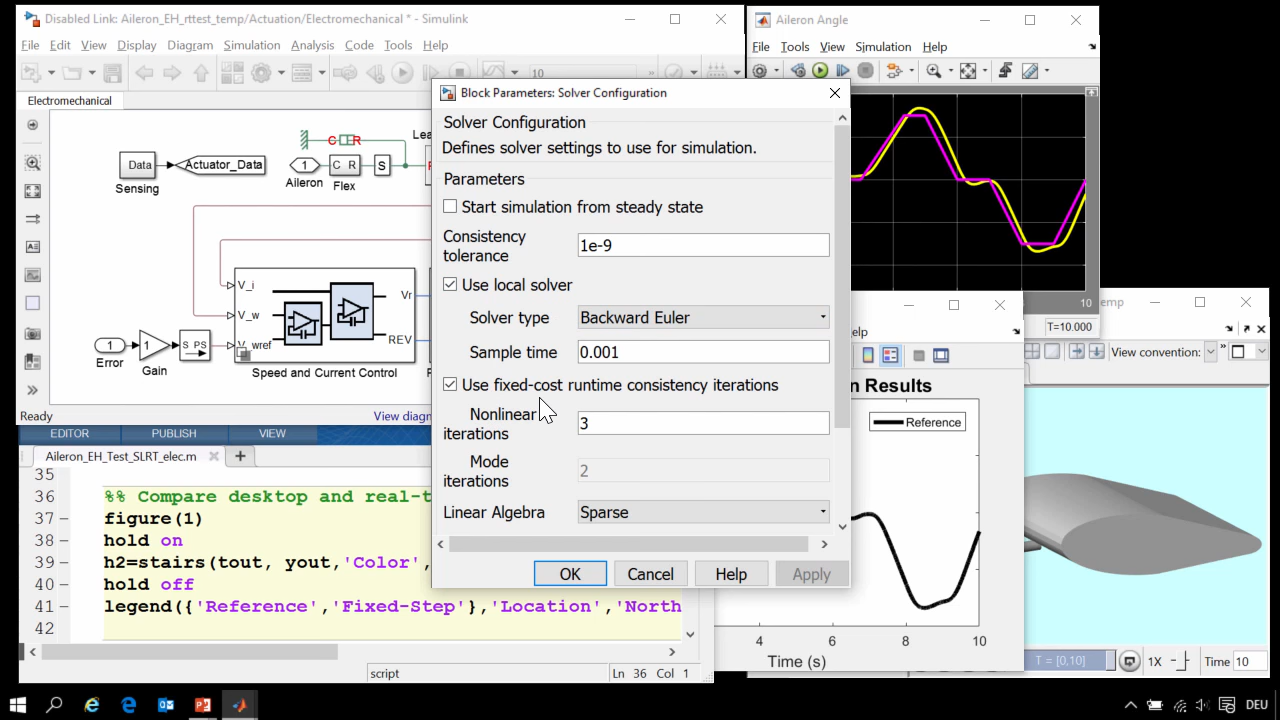 Disabled Link: Aileron_EH_rttest_temp/Actuation/Electromechanical * - Simulink
File Edit View Display Diagram Simulation Analysis Code Tools Help
10
»
Electromechanical
Data
Sensing
Actuator_Data
C R
1
Aileron
C R
Flex
S
Lea
V_i
V_w
V_wref
Vr
REV
1
Error
1
Gain
S PS
Speed and Current Control
Ready
View diagn
Block Parameters: Solver Configuration
Solver Configuration
Defines solver settings to use for simulation.
Parameters
Start simulation from steady state
Consistency tolerance
1e-9
Use local solver
Solver type
Backward Euler
Sample time
0.001
Use fixed-cost runtime consistency iterations
Nonlinear iterations
3
Mode iterations
2
Linear Algebra
Sparse
OK Cancel Help Apply
Aileron Angle
File Tools View Simulation Help
10
T=10.000
EDITOR PUBLISH VIEW
Aileron_EH_Test_SLRT_elec.m
35
36 %% Compare desktop and real-t
37 – figure(1)
38 – hold on
39 – h2=stairs(tout, yout,'Color',
40 – hold off
41 – legend({'Reference','Fixed-Step'},'Location','North
42
script
Ln 36 Col 1
elp
n Results
Reference
4 6 8 10
Time (s)
emp
View convention:
»
T = [0,10]
1X
Time 10
DEU